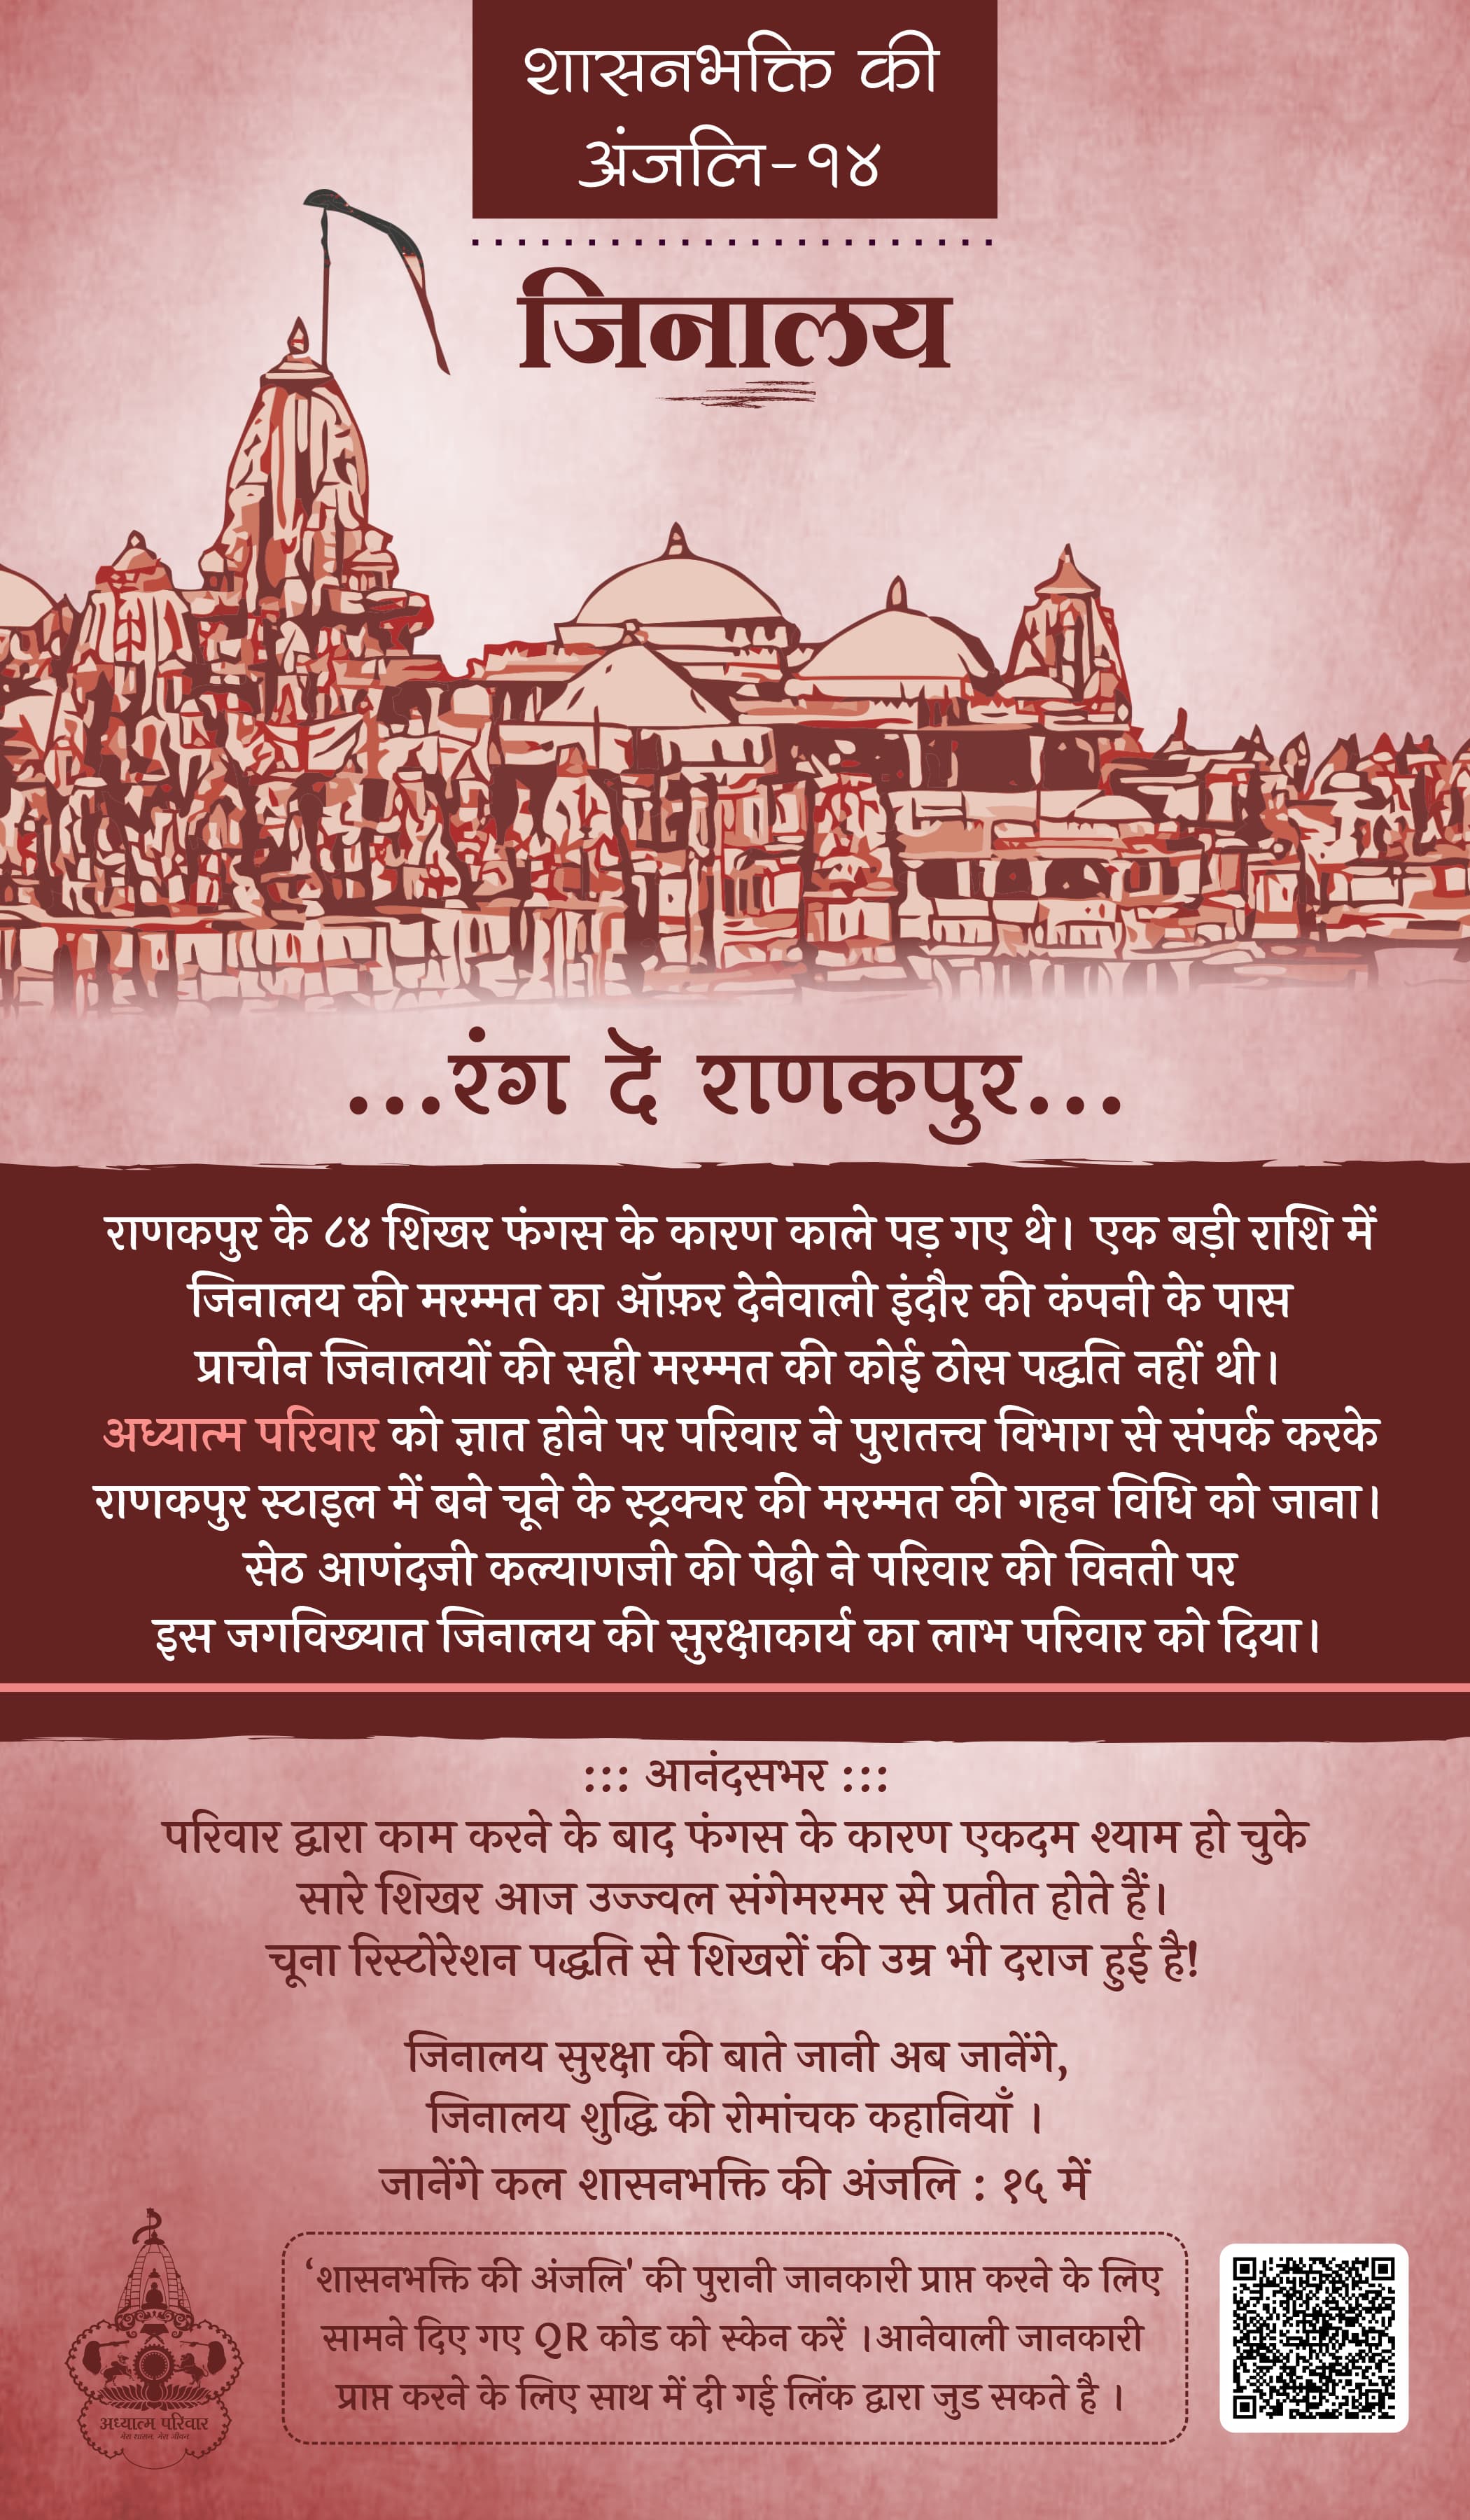 शासनभक्ति की
अंजलि-१४
जिनालय
...रंग दे राणकपुर...
राणकपुर के ८४ शिखर फंगस के कारण काले पड़ गए थे। एक बड़ी राशि में
जिनालय की मरम्मत का ऑफ़र देनेवाली इंदौर की कंपनी के पास
प्राचीन जिनालयों की सही मरम्मत की कोई ठोस पद्धति नहीं थी।
अध्यात्म परिवार को ज्ञात होने पर परिवार ने पुरातत्त्व विभाग से संपर्क करके
राणकपुर स्टाइल में बने चूने के स्ट्रक्चर की मरम्मत की गहन विधि को जाना।
सेठ आणंदजी कल्याणजी की पेढ़ी ने परिवार की विनती पर
इस जगविख्यात जिनालय की सुरक्षाकार्य का लाभ परिवार को दिया।
::: आनंदसभर :::
परिवार द्वारा काम करने के बाद फंगस के कारण एकदम श्याम हो चुके
सारे शिखर आज उज्ज्वल संगेमरमर से प्रतीत होते हैं।
चूना रिस्टोरेशन पद्धति से शिखरों की उम्र भी दराज हुई है!
जिनालय सुरक्षा की बाते जानी अब जानेंगे,
जिनालय शुद्धि की रोमांचक कहानियाँ ।
जानेंगे कल शासनभक्ति की अंजलि : १५ में
‘शासनभक्ति की अंजलि' की पुरानी जानकारी प्राप्त करने के लिए
सामने दिए गए QR कोड को स्केन करें ।आनेवाली जानकारी
प्राप्त करने के लिए साथ में दी गई लिंक द्वारा जुड सकते है ।
अध्यात्म परिवार
मेरा शासन, मेरा जीवन